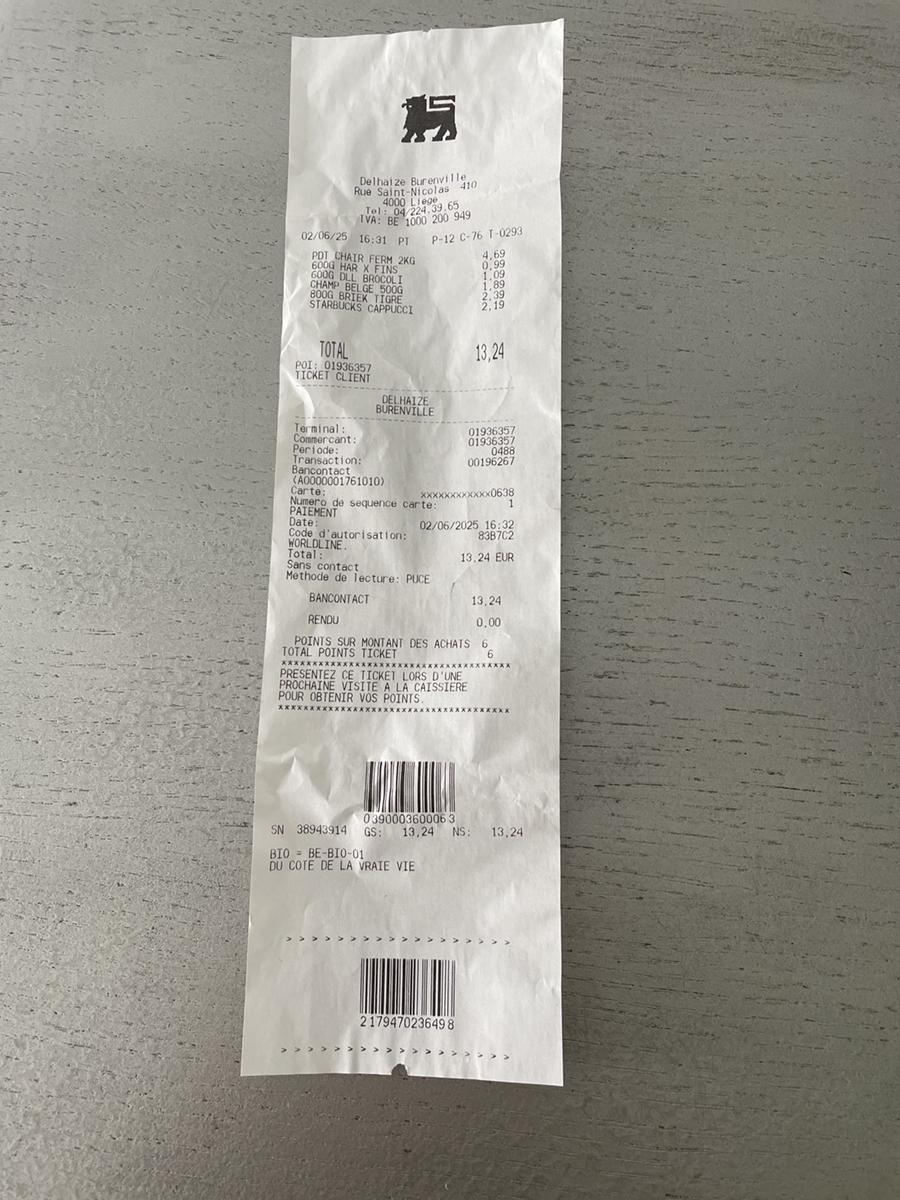 Delhaize Burenville
Rue Saint-Nicolas 410
4000 Liege
Tel: 04/224.39.65
TVA: BE 1000 200 949
02/06/25 16:31 PT P-12 C-76 T-0293
PDT CHAIR FERM 2KG 4,69
600G HAR X FINS 0,99
600G DLL BROCOLI 1,09
CHAMP BELGE 500G 1,89
800G BRIEK TIGRE 2,39
STARBUCKS CAPPUCCI 2,19
TOTAL 13,24
POI: 01936357
TICKET CLIENT
DELHAIZE
BURENVILLE
Terminal: 01936357
Commercant: 01936357
Periode: 0488
Transaction: 00196267
Bancontact
(A0000001761010)
Carte: xxxxxxxxxxxx0638
Numero de sequence carte: 1
PAIEMENT
Date: 02/06/2025 16:32
Code d'autorisation: 83B7C2
WORLDLINE.
Total: 13,24 EUR
Sans contact
Methode de lecture: PUCE
BANCONTACT 13,24
RENDU 0,00
POINTS SUR MONTANT DES ACHATS 6
TOTAL POINTS TICKET 6
PRESENTEZ CE TICKET LORS D'UNE
PROCHAINE VISITE A LA CAISSIERE
POUR OBTENIR VOS POINTS.
0390003600063
SN 38943914 GS: 13,24 NS: 13,24
BIO = BE-BIO-01
DU COTE DE LA VRAIE VIE
> > > > > > > > > > > > > > > > > >
2179470236498
> > > > > > > > > > > > > > > > > >